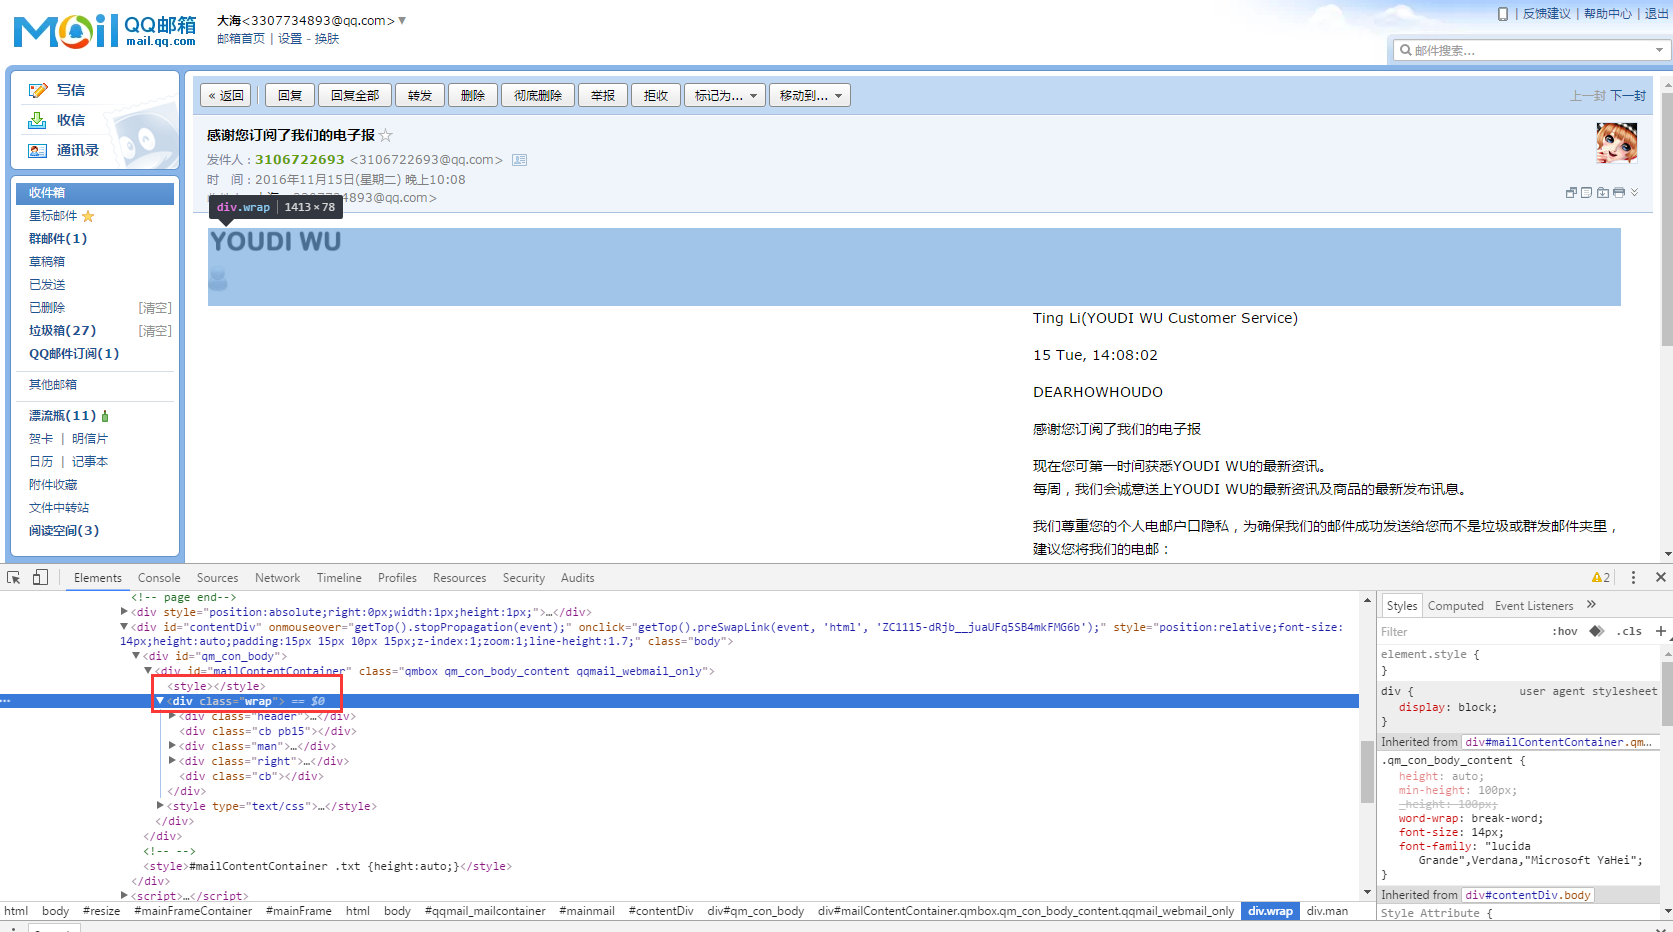 Mail QQ邮箱
mail.qq.com
大海<3307734893@qq.com>
邮箱首页 | 设置 - 换肤
| 反馈建议 | 帮助中心 | 退出
邮件搜索...
写信
收信
通讯录
收件箱
星标邮件
群邮件(1)
草稿箱
已发送
已删除 [清空]
垃圾箱(27) [清空]
QQ邮件订阅(1)
其他邮箱
漂流瓶(11)
贺卡 | 明信片
日历 | 记事本
附件收藏
文件中转站
阅读空间(3)
« 返回 回复 回复全部 转发 删除 彻底删除 举报 拒收 标记为... 移动到...
上一封 下一封
感谢您订阅了我们的电子报
发件人：3106722693 <3106722693@qq.com>
时 间：2016年11月15日(星期二) 晚上10:08
893@qq.com>
div.wrap | 1413×78
YOUDI WU
Ting Li(YOUDI WU Customer Service)
15 Tue, 14:08:02
DEARHOWHOUDO
感谢您订阅了我们的电子报
现在您可第一时间获悉YOUDI WU的最新资讯。
每周，我们会诚意送上YOUDI WU的最新资讯及商品的最新发布讯息。
我们尊重您的个人电邮户口隐私，为确保我们的邮件成功发送给您而不是垃圾或群发邮件夹里，
建议您将我们的电邮：
Elements Console Sources Network Timeline Profiles Resources Security Audits
2
<!-- page end-->
<div style="position:absolute;right:0px;width:1px;height:1px;">…</div>
<div id="contentDiv" onmouseover="getTop().stopPropagation(event);" onclick="getTop().preSwapLink(event, 'html', 'ZC1115-dRjb__juaUFq5SB4mkFMG6b');" style="position:relative;font-size:
14px;height:auto;padding:15px 15px 10px 15px;z-index:1;zoom:1;line-height:1.7;" class="body">
<div id="qm_con_body">
<div id="mailContentContainer" class="qmbox qm_con_body_content qqmail_webmail_only">
<style></style>
<div class="wrap"> == $0
<div class="header">…</div>
<div class="cb pb15"></div>
<div class="man">…</div>
<div class="right">…</div>
<div class="cb"></div>
</div>
<style type="text/css">…</style>
</div>
</div>
<!-- -->
<style>#mailContentContainer .txt {height:auto;}</style>
</div>
<script>…</script>
html body #resize #mainFrameContainer #mainFrame html body #qqmail_mailcontainer #mainmail #contentDiv div#qm_con_body div#mailContentContainer.qmbox.qm_con_body_content.qqmail_webmail_only div.wrap div.man
Styles Computed Event Listeners »
Filter :hov .cls +
element.style {
}
div { user agent stylesheet
display: block;
}
Inherited from div#mailContentContainer.qm…
.qm_con_body_content {
height: auto;
min-height: 100px;
_height: 100px;
word-wrap: break-word;
font-size: 14px;
font-family: "lucida
Grande",Verdana,"Microsoft YaHei";
}
Inherited from div#contentDiv.body
Style Attribute {